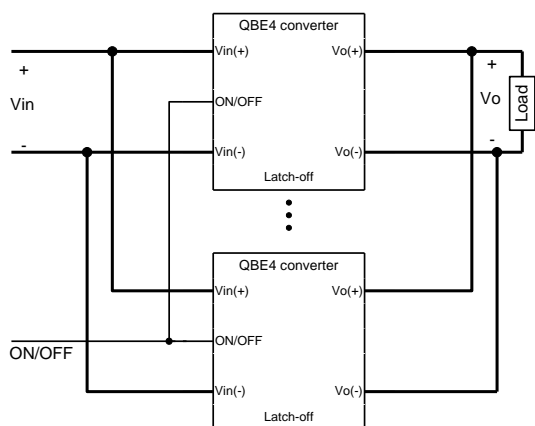 QBE4 converter
Vin(+) Vo(+)
+ +
Vin ON/OFF Vo Load
- -
Vin(-) Vo(-)
Latch-off
QBE4 converter
Vin(+) Vo(+)
ON/OFF
ON/OFF
Vin(-) Vo(-)
Latch-off